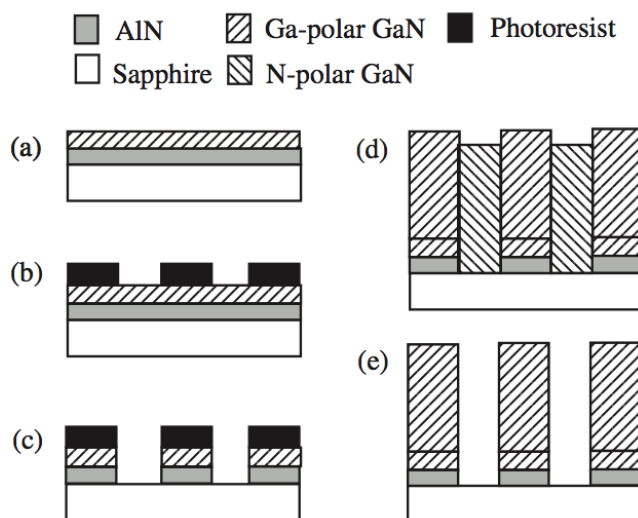 AlN Ga-polar GaN Photoresist
Sapphire N-polar GaN
(a)
(b)
(c)
(d)
(e)